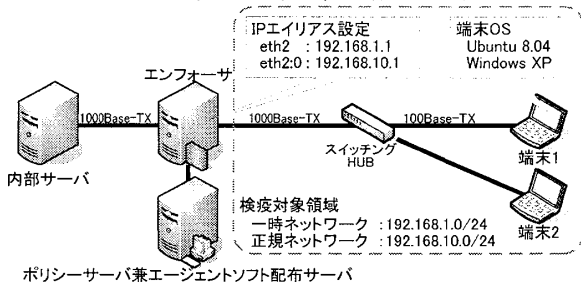 IPエイリアス設定
eth2 : 192.168.1.1
eth2:0 : 192.168.10.1
端末OS
Ubuntu 8.04
Windows XP
エンフォーサ
1000Base-TX
1000Base-TX
100Base-TX
スイッチング
HUB
端末1
内部サーバ
検疫対象領域
一時ネットワーク : 192.168.1.0/24
正規ネットワーク : 192.168.10.0/24
端末2
ポリシーサーバ兼エージェントソフト配布サーバ